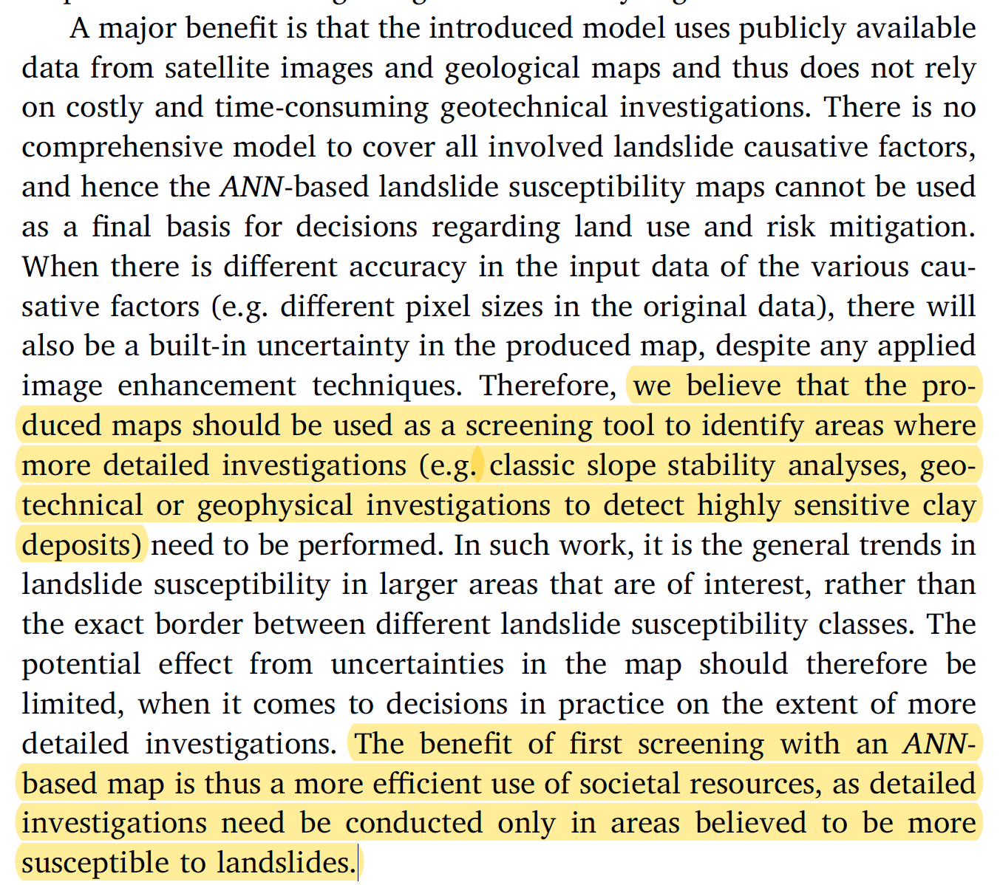 A major benefit is that the introduced model uses publicly available
data from satellite images and geological maps and thus does not rely
on costly and time-consuming geotechnical investigations. There is no
comprehensive model to cover all involved landslide causative factors,
and hence the ANN-based landslide susceptibility maps cannot be used
as a final basis for decisions regarding land use and risk mitigation.
When there is different accuracy in the input data of the various cau-
sative factors (e.g. different pixel sizes in the original data), there will
also be a built-in uncertainty in the produced map, despite any applied
image enhancement techniques. Therefore, we believe that the pro-
duced maps should be used as a screening tool to identify areas where
more detailed investigations (e.g. classic slope stability analyses, geo-
technical or geophysical investigations to detect highly sensitive clay
deposits) need to be performed. In such work, it is the general trends in
landslide susceptibility in larger areas that are of interest, rather than
the exact border between different landslide susceptibility classes. The
potential effect from uncertainties in the map should therefore be
limited, when it comes to decisions in practice on the extent of more
detailed investigations. The benefit of first screening with an ANN-
based map is thus a more efficient use of societal resources, as detailed
investigations need be conducted only in areas believed to be more
susceptible to landslides.